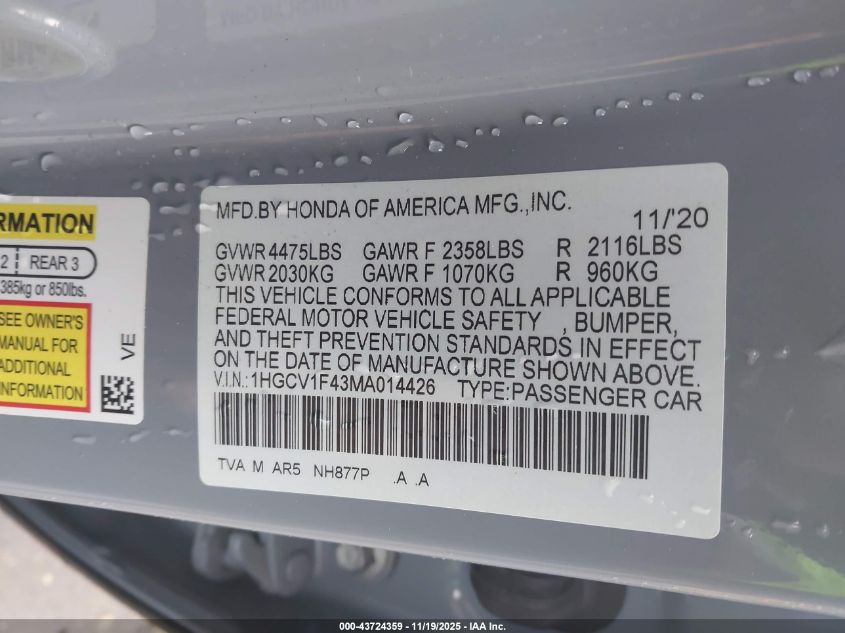 RMATION
2 REAR 3
385kg or 850lbs.
SEE OWNER'S
MANUAL FOR
ADDITIONAL
INFORMATION
VE
MFD.BY HONDA OF AMERICA MFG.,INC.
11/'20
GVWR 4475LBS GAWR F 2358LBS R 2116LBS
GVWR 2030KG GAWR F 1070KG R 960KG
THIS VEHICLE CONFORMS TO ALL APPLICABLE
FEDERAL MOTOR VEHICLE SAFETY , BUMPER,
AND THEFT PREVENTION STANDARDS IN EFFECT
ON THE DATE OF MANUFACTURE SHOWN ABOVE.
V.I.N.:1HGCV1F43MA014426 TYPE:PASSENGER CAR
TVA M AR5 NH877P .A .A
000-43724359 - 11/19/2025 - IAA Inc.